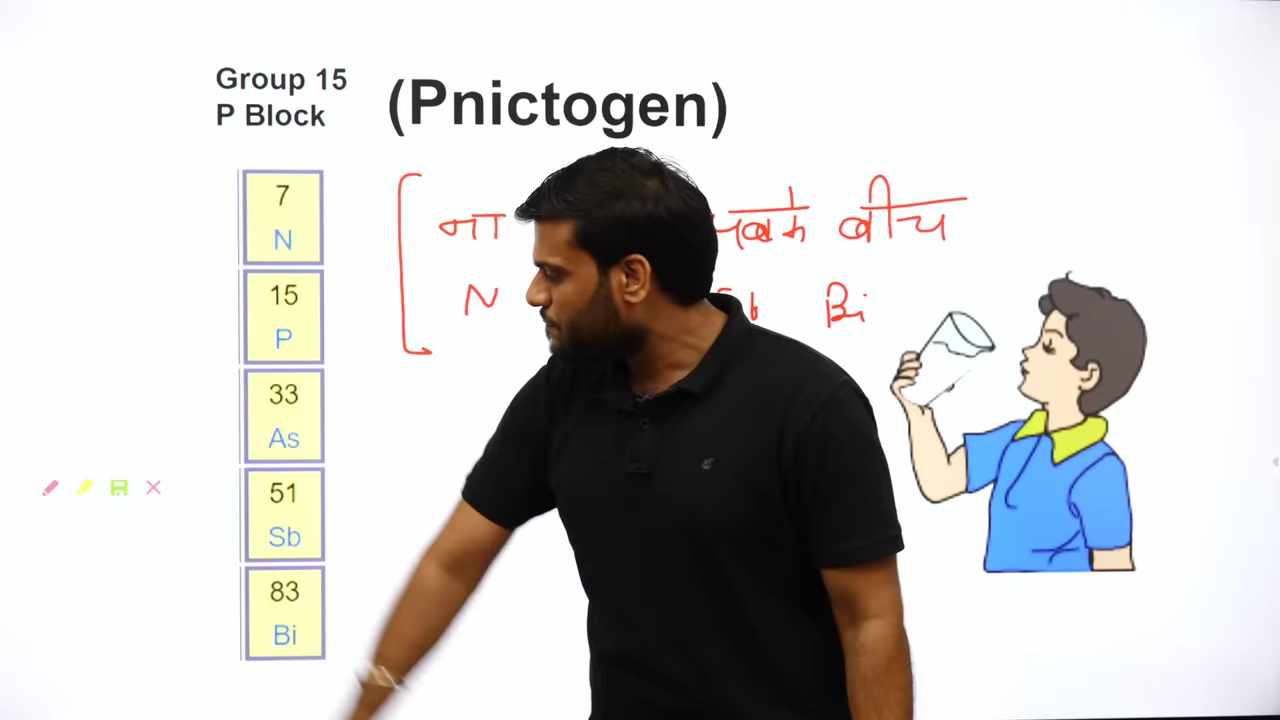 Group 15
P Block
(Pnictogen)
7
N
15
P
33
As
51
Sb
83
Bi
ना बीच
N Bi